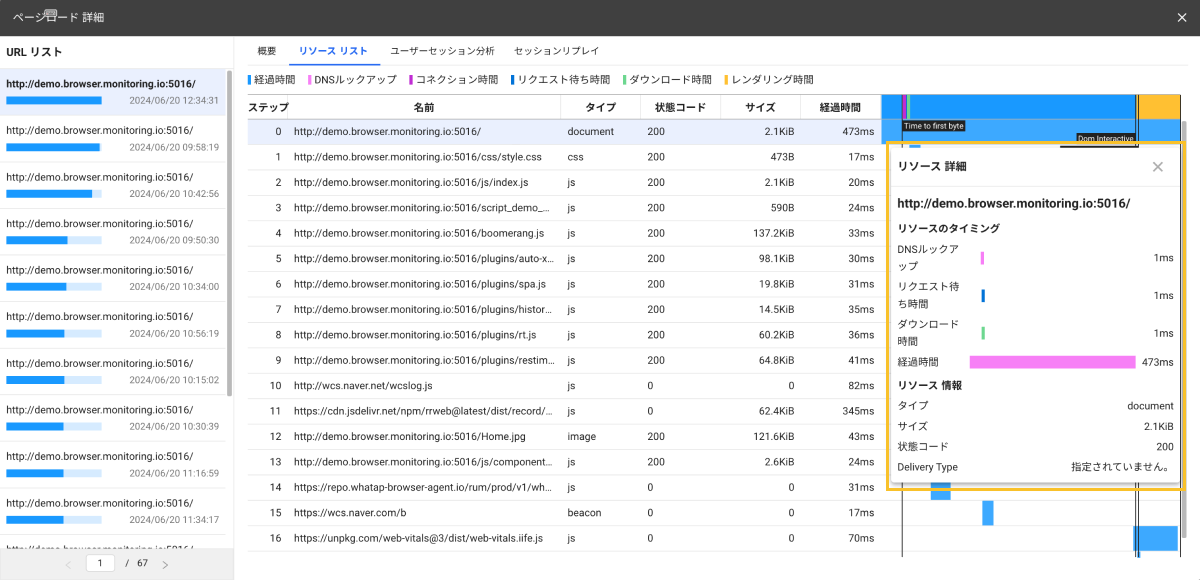 ページロード 詳細
URL リスト
http://demo.browser.monitoring.io:5016/
2024/06/20 12:34:31
http://demo.browser.monitoring.io:5016/
2024/06/20 09:58:19
http://demo.browser.monitoring.io:5016/
2024/06/20 10:42:56
http://demo.browser.monitoring.io:5016/
2024/06/20 09:50:30
http://demo.browser.monitoring.io:5016/
2024/06/20 10:34:00
http://demo.browser.monitoring.io:5016/
2024/06/20 10:56:19
http://demo.browser.monitoring.io:5016/
2024/06/20 10:15:02
http://demo.browser.monitoring.io:5016/
2024/06/20 10:30:39
http://demo.browser.monitoring.io:5016/
2024/06/20 11:16:59
http://demo.browser.monitoring.io:5016/
2024/06/20 11:34:17
http://demo.browser.monitoring.io:5016/
1 / 67
概要 リソース リスト ユーザーセッション分析 セッションリプレイ
経過時間 DNSルックアップ コネクション時間 リクエスト待ち時間 ダウンロード時間 レンダリング時間
ステップ 名前 タイプ 状態コード サイズ 経過時間
0 http://demo.browser.monitoring.io:5016/ document 200 2.1KiB 473ms
1 http://demo.browser.monitoring.io:5016/css/style.css css 200 473B 17ms
2 http://demo.browser.monitoring.io:5016/js/index.js js 200 2.1KiB 20ms
3 http://demo.browser.monitoring.io:5016/script_demo_... js 200 590B 24ms
4 http://demo.browser.monitoring.io:5016/boomerang.js js 200 137.2KiB 33ms
5 http://demo.browser.monitoring.io:5016/plugins/auto-x... js 200 98.1KiB 30ms
6 http://demo.browser.monitoring.io:5016/plugins/spa.js js 200 19.8KiB 31ms
7 http://demo.browser.monitoring.io:5016/plugins/histor... js 200 14.5KiB 35ms
8 http://demo.browser.monitoring.io:5016/plugins/rt.js js 200 60.2KiB 36ms
9 http://demo.browser.monitoring.io:5016/plugins/restim... js 200 64.8KiB 41ms
10 http://wcs.naver.net/wcslog.js js 0 0 82ms
11 https://cdn.jsdelivr.net/npm/rrweb@latest/dist/record/... js 0 62.4KiB 345ms
12 http://demo.browser.monitoring.io:5016/Home.jpg image 200 121.6KiB 43ms
13 http://demo.browser.monitoring.io:5016/js/component... js 200 2.6KiB 24ms
14 https://repo.whatap-browser-agent.io/rum/prod/v1/wh... js 0 0 31ms
15 https://wcs.naver.com/b beacon 0 0 17ms
16 https://unpkg.com/web-vitals@3/dist/web-vitals.iife.js js 0 0 70ms
Time to first byte
Dom Interactive
リソース 詳細
http://demo.browser.monitoring.io:5016/
リソースのタイミング
DNSルックア
ップ 1ms
リクエスト待
ち時間 1ms
ダウンロード
時間 1ms
経過時間 473ms
リソース 情報
タイプ document
サイズ 2.1KiB
状態コード 200
Delivery Type 指定されていません。